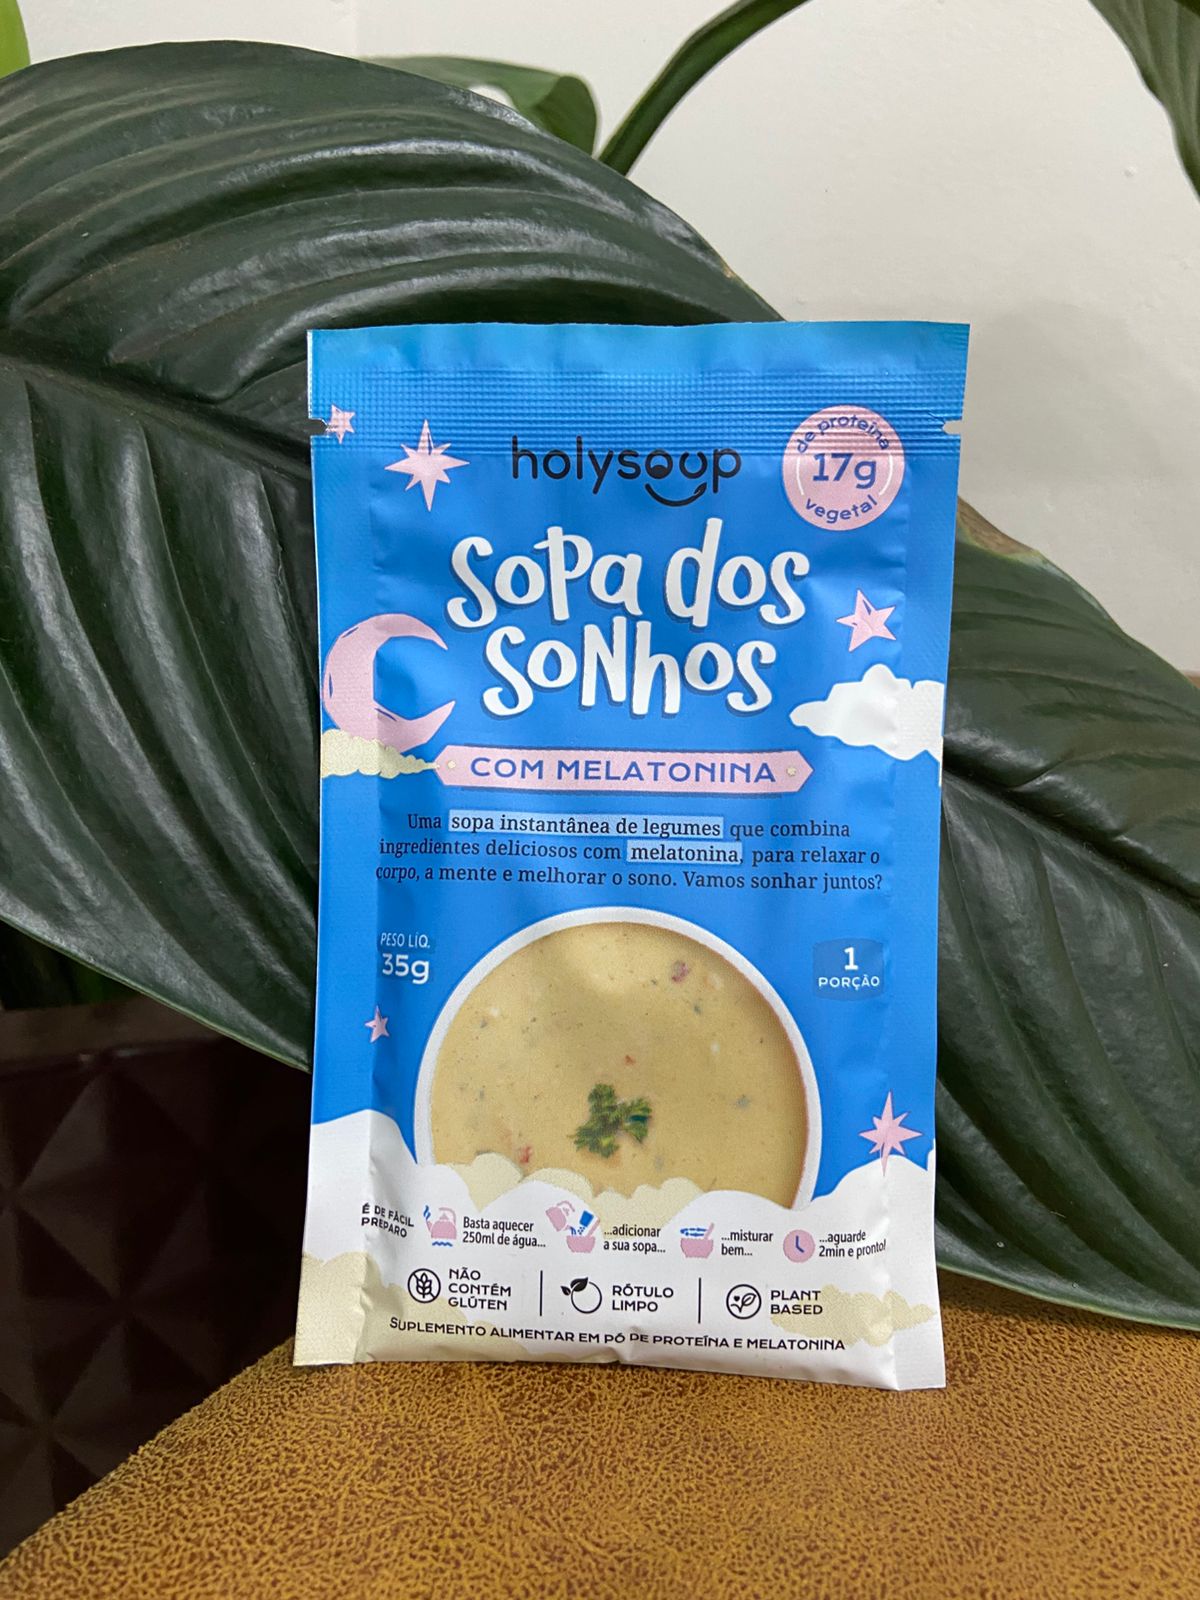 holysoup
de proteína
17g
vegetal
Sopa dos
Sonhos
COM MELATONINA
Uma sopa instantânea de legumes que combina
ingredientes deliciosos com melatonina, para relaxar o
corpo, a mente e melhorar o sono. Vamos sonhar juntos?
PESO LÍQ.
35g
1
PORÇÃO
É DE FÁCIL
PREPARO
Basta aquecer
250ml de água...
...adicionar
a sua sopa...
...misturar
bem...
...aguarde
2min e pronto!
NÃO
CONTÉM
GLÚTEN
RÓTULO
LIMPO
PLANT
BASED
SUPLEMENTO ALIMENTAR EM PÓ DE PROTEÍNA E MELATONINA